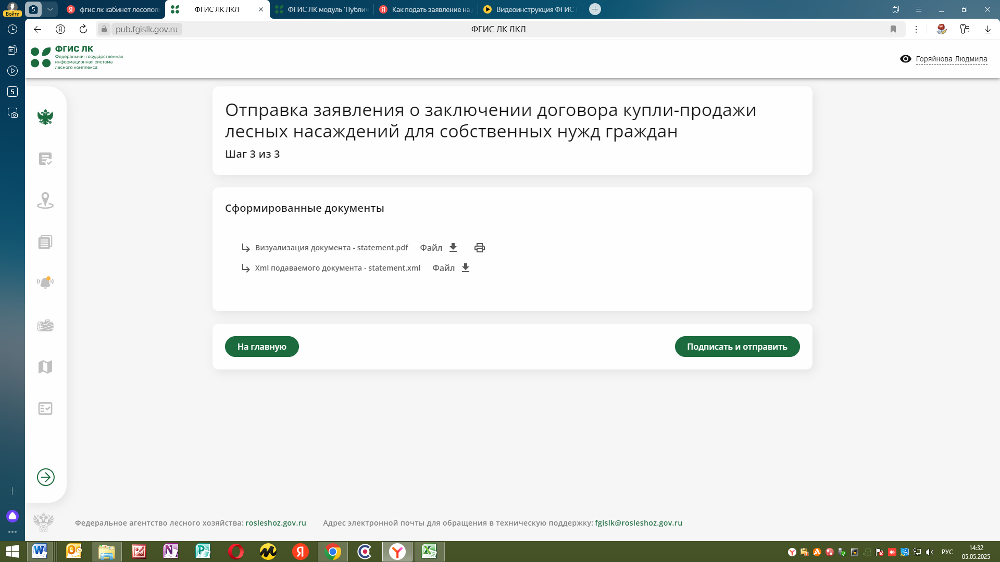 Войти
5
фгис лк кабинет лесопол
ФГИС ЛК ЛКЛ
ФГИС ЛК модуль 'Публич
Как подать заявление на
Видеоинструкция ФГИС
pub.fgislk.gov.ru
ФГИС ЛК ЛКЛ
5
ФГИС ЛК
Федеральная государственная
информационная система
лесного комплекса
Горяйнова Людмила
Отправка заявления о заключении договора купли-продажи
лесных насаждений для собственных нужд граждан
Шаг 3 из 3
Сформированные документы
Визуализация документа - statement.pdf Файл
Xml подаваемого документа - statement.xml Файл
На главную
Подписать и отправить
Федеральное агентство лесного хозяйства: rosleshoz.gov.ru
Адрес электронной почты для обращения в техническую поддержку: fgislk@rosleshoz.gov.ru
РУС
14:32
05.05.2025